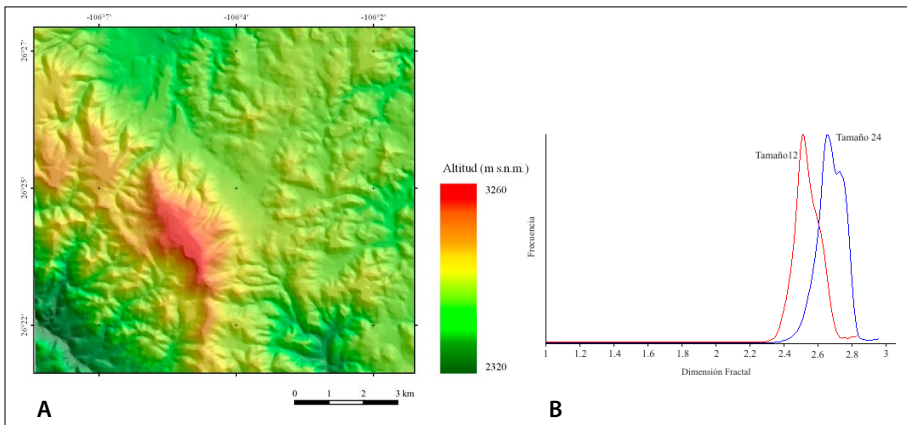 -106°7'
-106°4'
-106°2'
26°27'
26°25'
26°22'
Altitud (m s.n.m.)
3260
2320
0 1 2 3 km
A
Tamaño12
Tamaño 24
Frecuencia
1 1.2 1.4 1.6 1.8 2 2.2 2.4 2.6 2.8 3
Dimensión Fractal
B